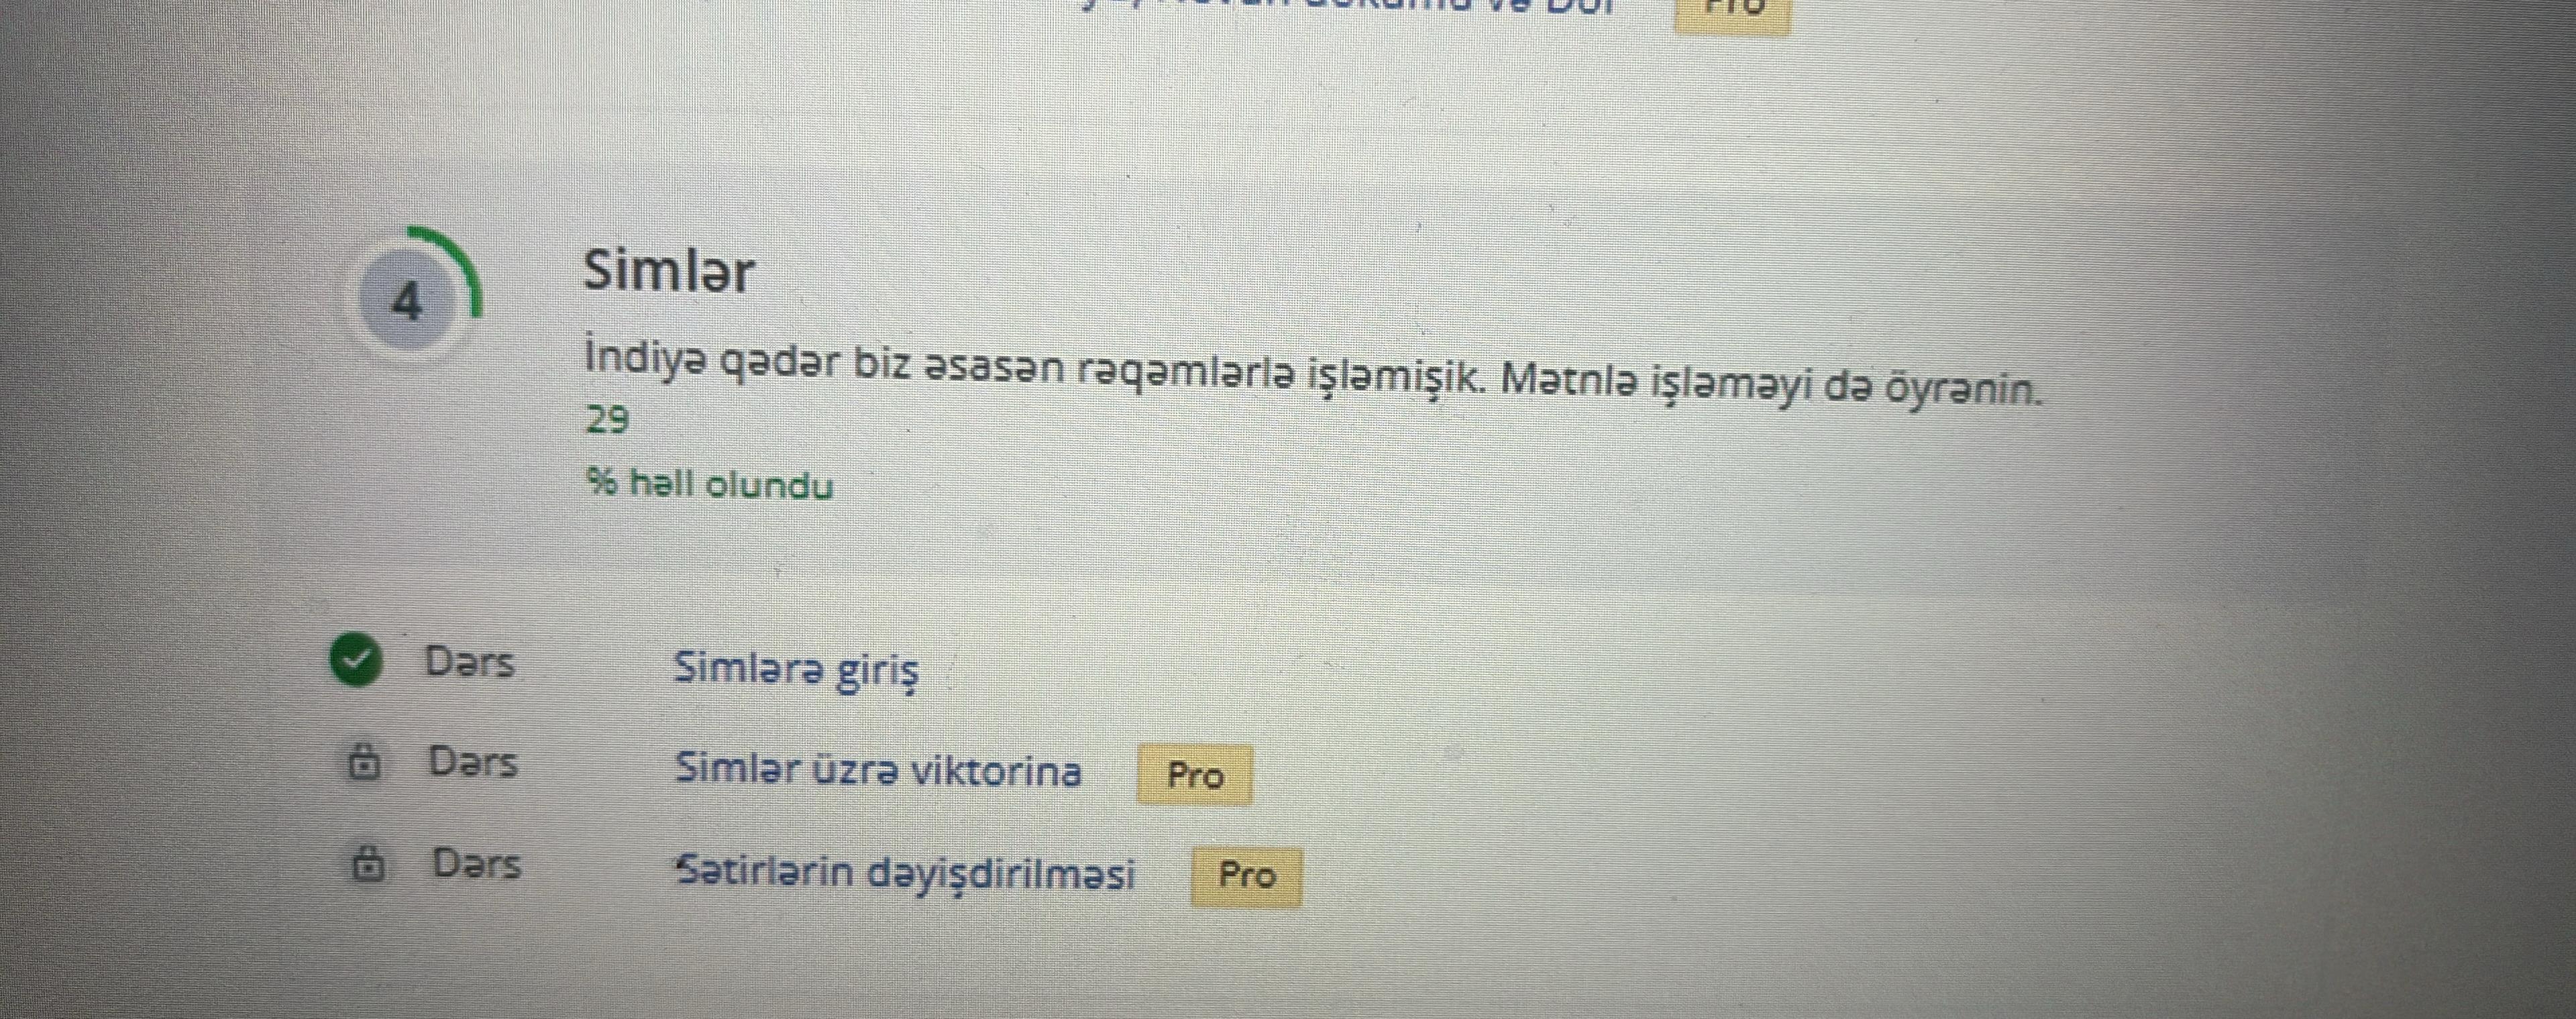 və
Pro
4
Simlər
İndiyə qədər biz əsasən rəqəmlərlə işləmişik. Mətnlə işləməyi də öyrənin.
29
% həll olundu
Dərs Simlərə giriş
Dərs Simlər üzrə viktorina Pro
Dərs Sətirlərin dəyişdirilməsi Pro